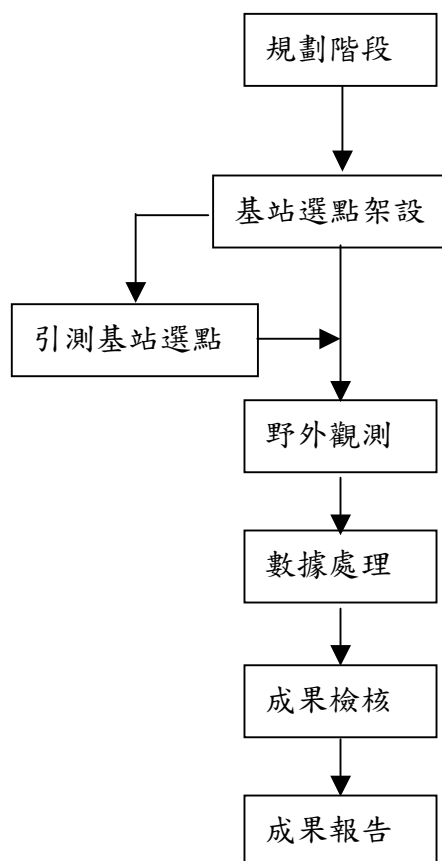 規劃階段
基站選點架設
引測基站選點
野外觀測
數據處理
成果檢核
成果報告